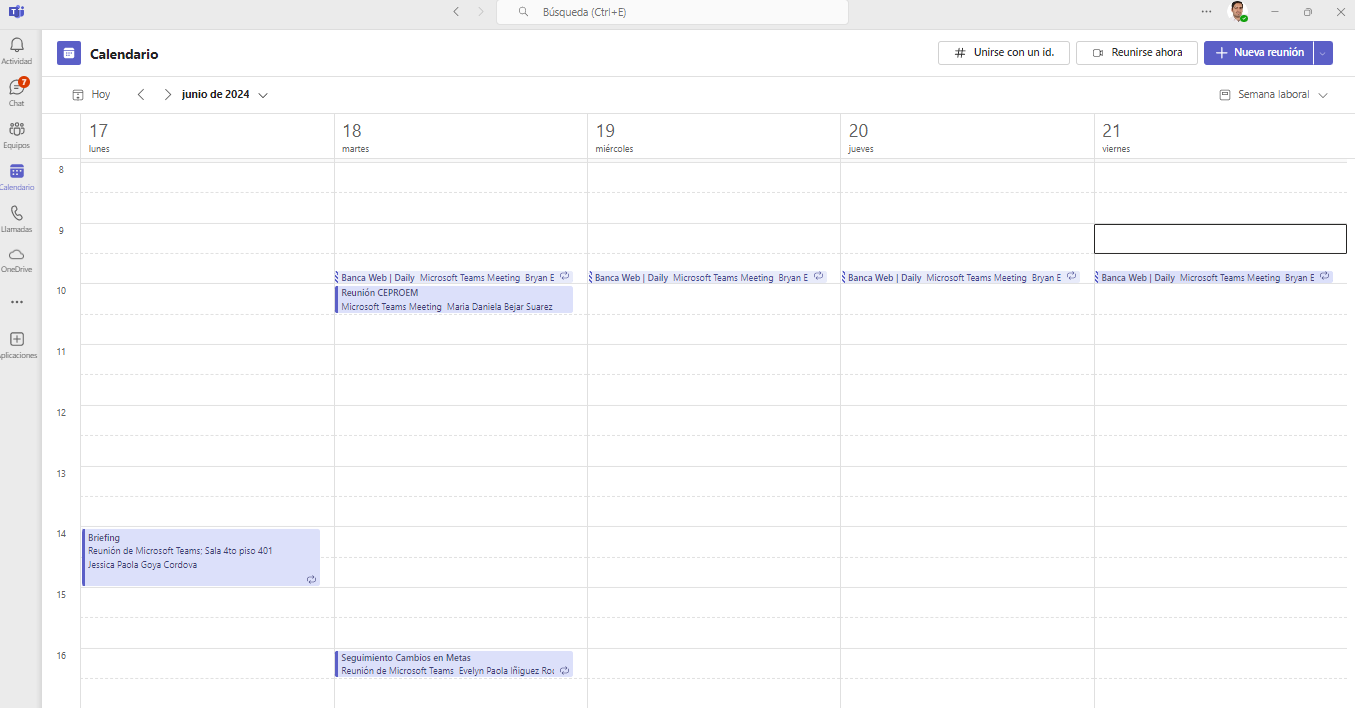 Búsqueda (Ctrl+E)
7
Actividad
Chat
Equipos
Calendario
Llamadas
OneDrive
plicaciones
Calendario
Unirse con un id.
Reunirse ahora
Nueva reunión
Hoy
junio de 2024
Semana laboral
17
lunes
18
martes
19
miércoles
20
jueves
21
viernes
8
9
Banca Web | Daily Microsoft Teams Meeting Bryan E
Banca Web | Daily Microsoft Teams Meeting Bryan E
Banca Web | Daily Microsoft Teams Meeting Bryan E
Banca Web | Daily Microsoft Teams Meeting Bryan E
10
Reunión CEPROEM
Microsoft Teams Meeting Maria Daniela Bejar Suarez
11
12
13
14
Briefing
Reunión de Microsoft Teams; Sala 4to piso 401
Jessica Paola Goya Cordova
15
16
Seguimiento Cambios en Metas
Reunión de Microsoft Teams Evelyn Paola Iñiguez Roc